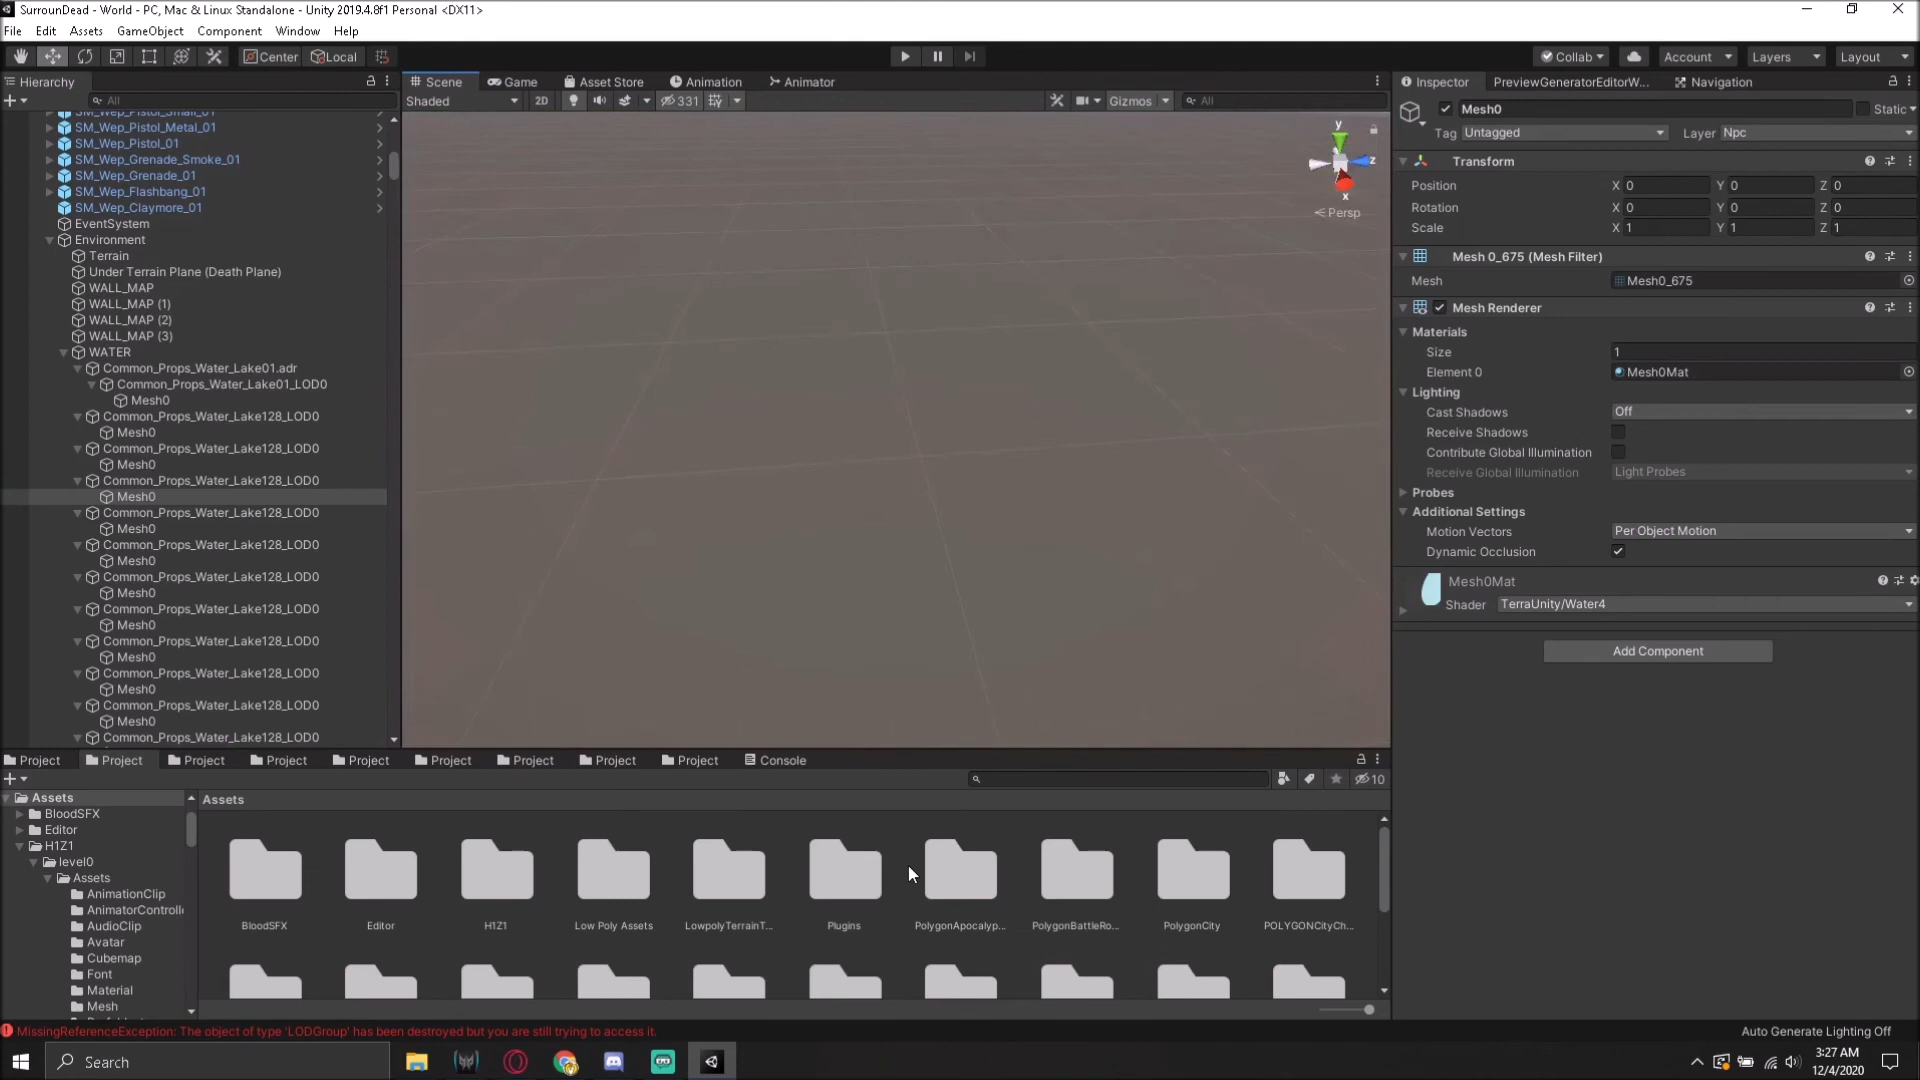 SurrounDead - World - PC, Mac & Linux Standalone - Unity 2019.4.8f1 Personal <DX11>
File Edit Assets GameObject Component Window Help
Center Local Collab Account Layers Layout
Hierarchy
All
SM_Wep_Pistol_Small_01
SM_Wep_Pistol_Metal_01
SM_Wep_Pistol_01
SM_Wep_Grenade_Smoke_01
SM_Wep_Grenade_01
SM_Wep_Flashbang_01
SM_Wep_Claymore_01
EventSystem
Environment
Terrain
Under Terrain Plane (Death Plane)
WALL_MAP
WALL_MAP (1)
WALL_MAP (2)
WALL_MAP (3)
WATER
Common_Props_Water_Lake01.adr
Common_Props_Water_Lake01_LOD0
Mesh0
Common_Props_Water_Lake128_LOD0
Mesh0
Common_Props_Water_Lake128_LOD0
Mesh0
Common_Props_Water_Lake128_LOD0
Mesh0
Common_Props_Water_Lake128_LOD0
Mesh0
Common_Props_Water_Lake128_LOD0
Mesh0
Common_Props_Water_Lake128_LOD0
Mesh0
Common_Props_Water_Lake128_LOD0
Mesh0
Common_Props_Water_Lake128_LOD0
Mesh0
Common_Props_Water_Lake128_LOD0
Mesh0
Common_Props_Water_Lake128_LOD0
Mesh0
Common_Props_Water_Lake128_LOD0
Scene Game Asset Store Animation Animator
Shaded 2D 331 Gizmos All
y
z
x
Persp
Inspector PreviewGeneratorEditorW... Navigation
Mesh0 Static
Tag Untagged Layer Npc
Transform
Position X 0 Y 0 Z 0
Rotation X 0 Y 0 Z 0
Scale X 1 Y 1 Z 1
Mesh 0_675 (Mesh Filter)
Mesh Mesh0_675
Mesh Renderer
Materials
Size 1
Element 0 Mesh0Mat
Lighting
Cast Shadows Off
Receive Shadows
Contribute Global Illumination
Receive Global Illumination Light Probes
Probes
Additional Settings
Motion Vectors Per Object Motion
Dynamic Occlusion
Mesh0Mat
Shader TerraUnity/Water4
Add Component
Project Project Project Project Project Project Project Project Project Console
10
Assets
BloodSFX
Editor
H1Z1
level0
Assets
AnimationClip
AnimatorControlle
AudioClip
Avatar
Cubemap
Font
Material
Mesh
Assets
BloodSFX Editor H1Z1 Low Poly Assets LowpolyTerrainT... Plugins PolygonApocalyp... PolygonBattleRo... PolygonCity POLYGONCityCh...
MissingReferenceException: The object of type 'LODGroup' has been destroyed but you are still trying to access it.
Auto Generate Lighting Off
Search
3:27 AM
12/4/2020